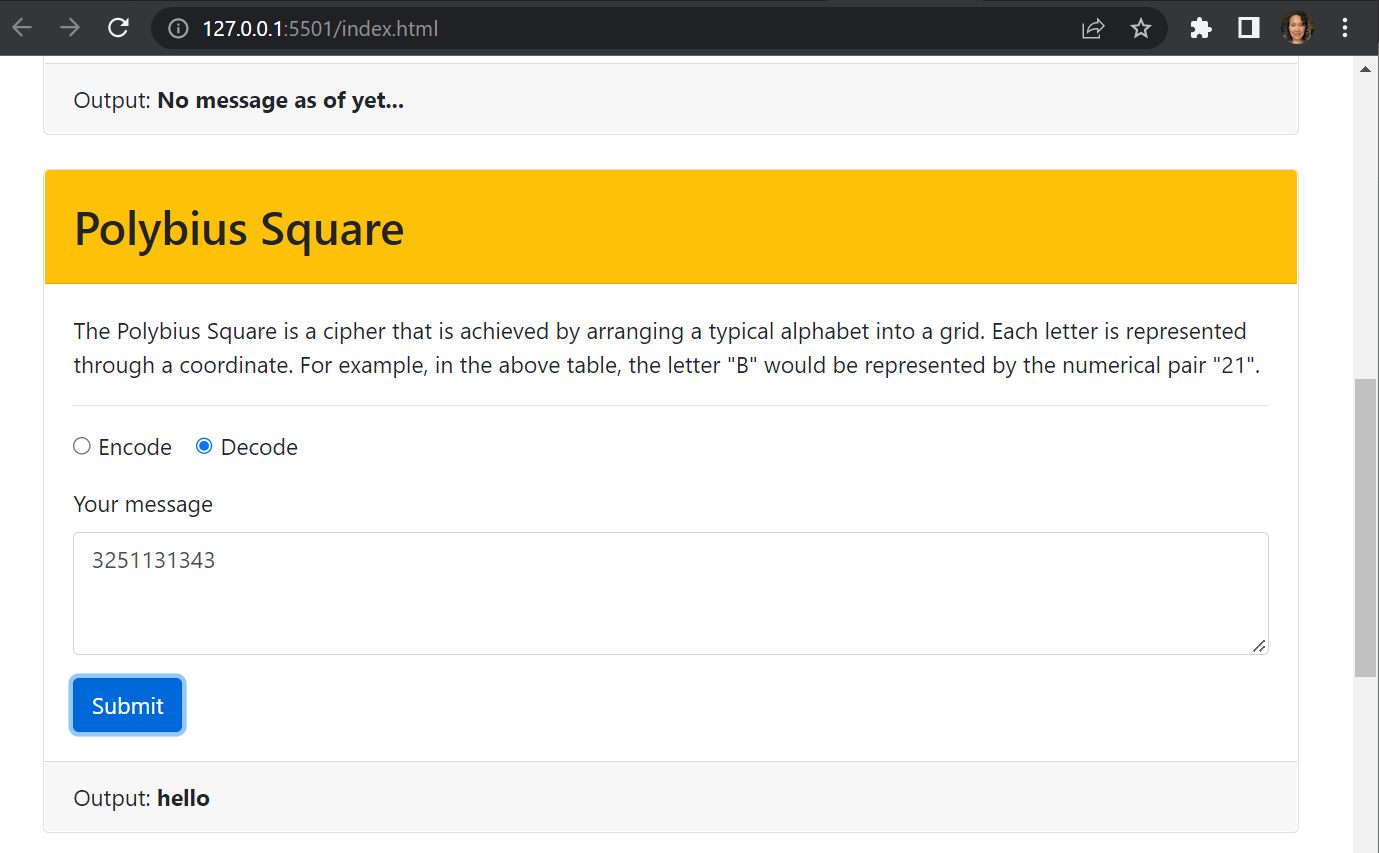 127.0.0.1:5501/index.html
Output: No message as of yet...
Polybius Square
The Polybius Square is a cipher that is achieved by arranging a typical alphabet into a grid. Each letter is represented
through a coordinate. For example, in the above table, the letter "B" would be represented by the numerical pair "21".
Encode Decode
Your message
3251131343
Submit
Output: hello